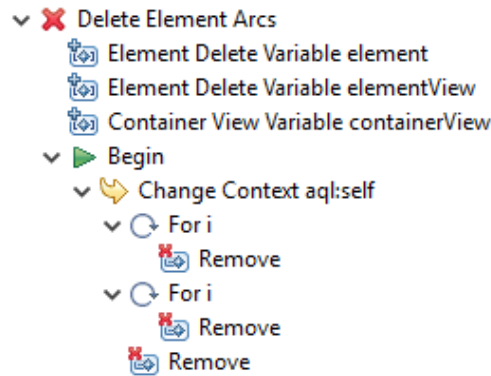 Delete Element Arcs
Element Delete Variable element
Element Delete Variable elementView
Container View Variable containerView
Begin
Change Context aql:self
For i
Remove
For i
Remove
Remove